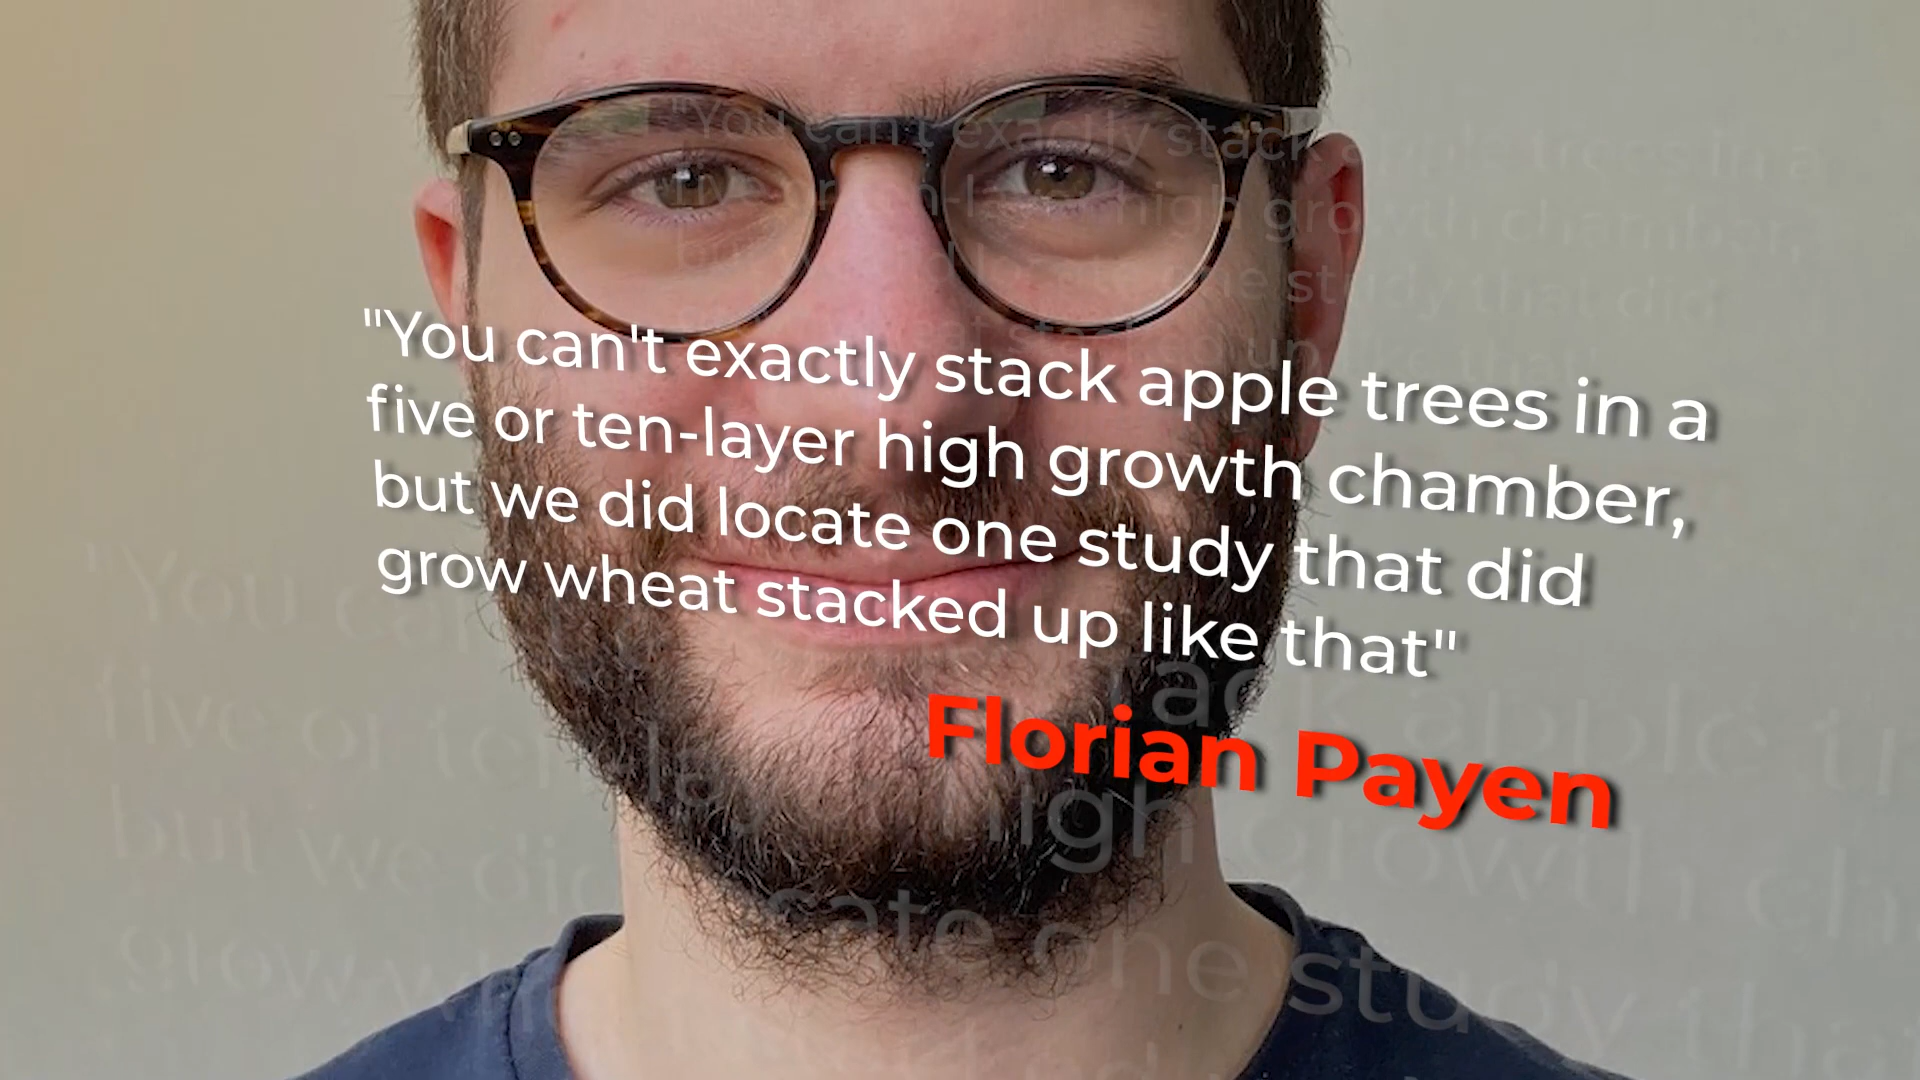 "You can't exactly stack apple trees in a
five or ten-layer high growth chamber,
but we did locate one study that did
grow wheat stacked up like that"
Florian Payen